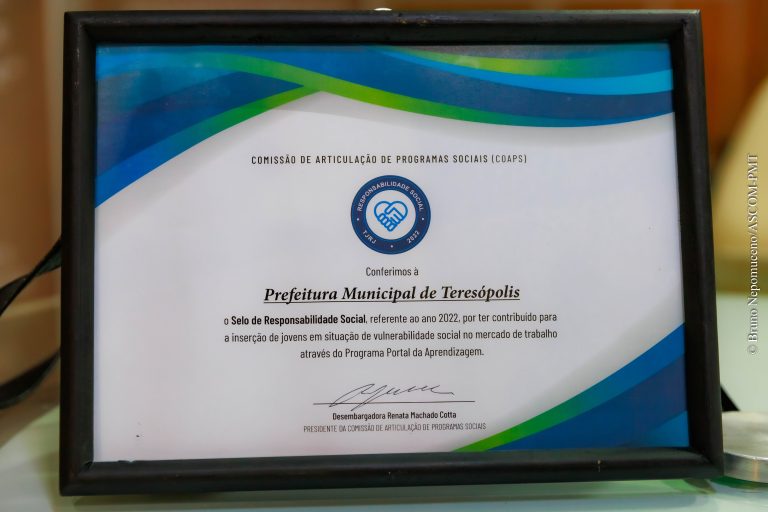 COMISSÃO DE ARTICULAÇÃO DE PROGRAMAS SOCIAIS (COAPS)
RESPONSABILIDADE SOCIAL
TJRJ
2022
Conferimos à
Prefeitura Municipal de Teresópolis
o Selo de Responsabilidade Social, referente ao ano 2022, por ter contribuído para
a inserção de jovens em situação de vulnerabilidade social no mercado de trabalho
através do Programa Portal da Aprendizagem.
Desembargadora Renata Machado Cotta
PRESIDENTE DA COMISSÃO DE ARTICULAÇÃO DE PROGRAMAS SOCIAIS
© Bruno Nepomuceno/ASCOM-PMT